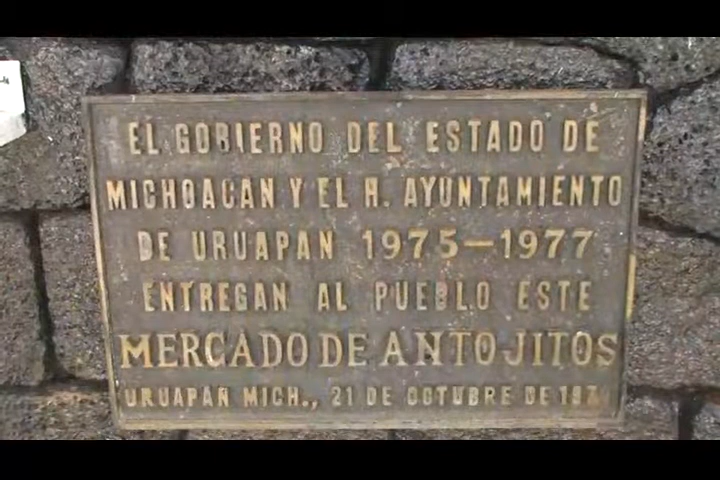 EL GOBIERNO DEL ESTADO DE
MICHOACAN Y EL H. AYUNTAMIENTO
DE URUAPAN 1975-1977
ENTREGAN AL PUEBLO ESTE
MERCADO DE ANTOJITOS
URUAPAN MICH., 21 DE OCTUBRE DE